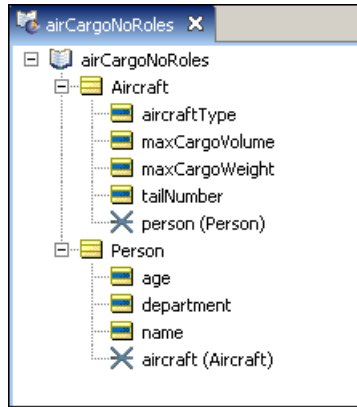 airCargoNoRoles
airCargoNoRoles
Aircraft
aircraftType
maxCargoVolume
maxCargoWeight
tailNumber
person (Person)
Person
age
department
name
aircraft (Aircraft)